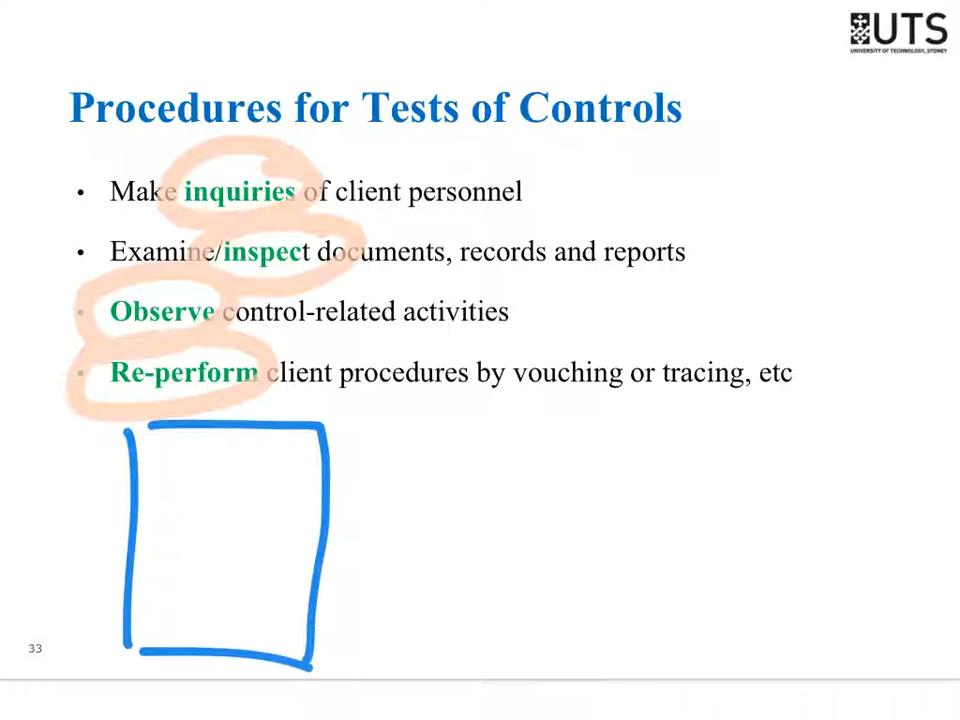 UTS
UNIVERSITY OF TECHNOLOGY, SYDNEY
Procedures for Tests of Controls
• Make inquiries of client personnel
• Examine/inspect documents, records and reports
• Observe control-related activities
• Re-perform client procedures by vouching or tracing, etc
33